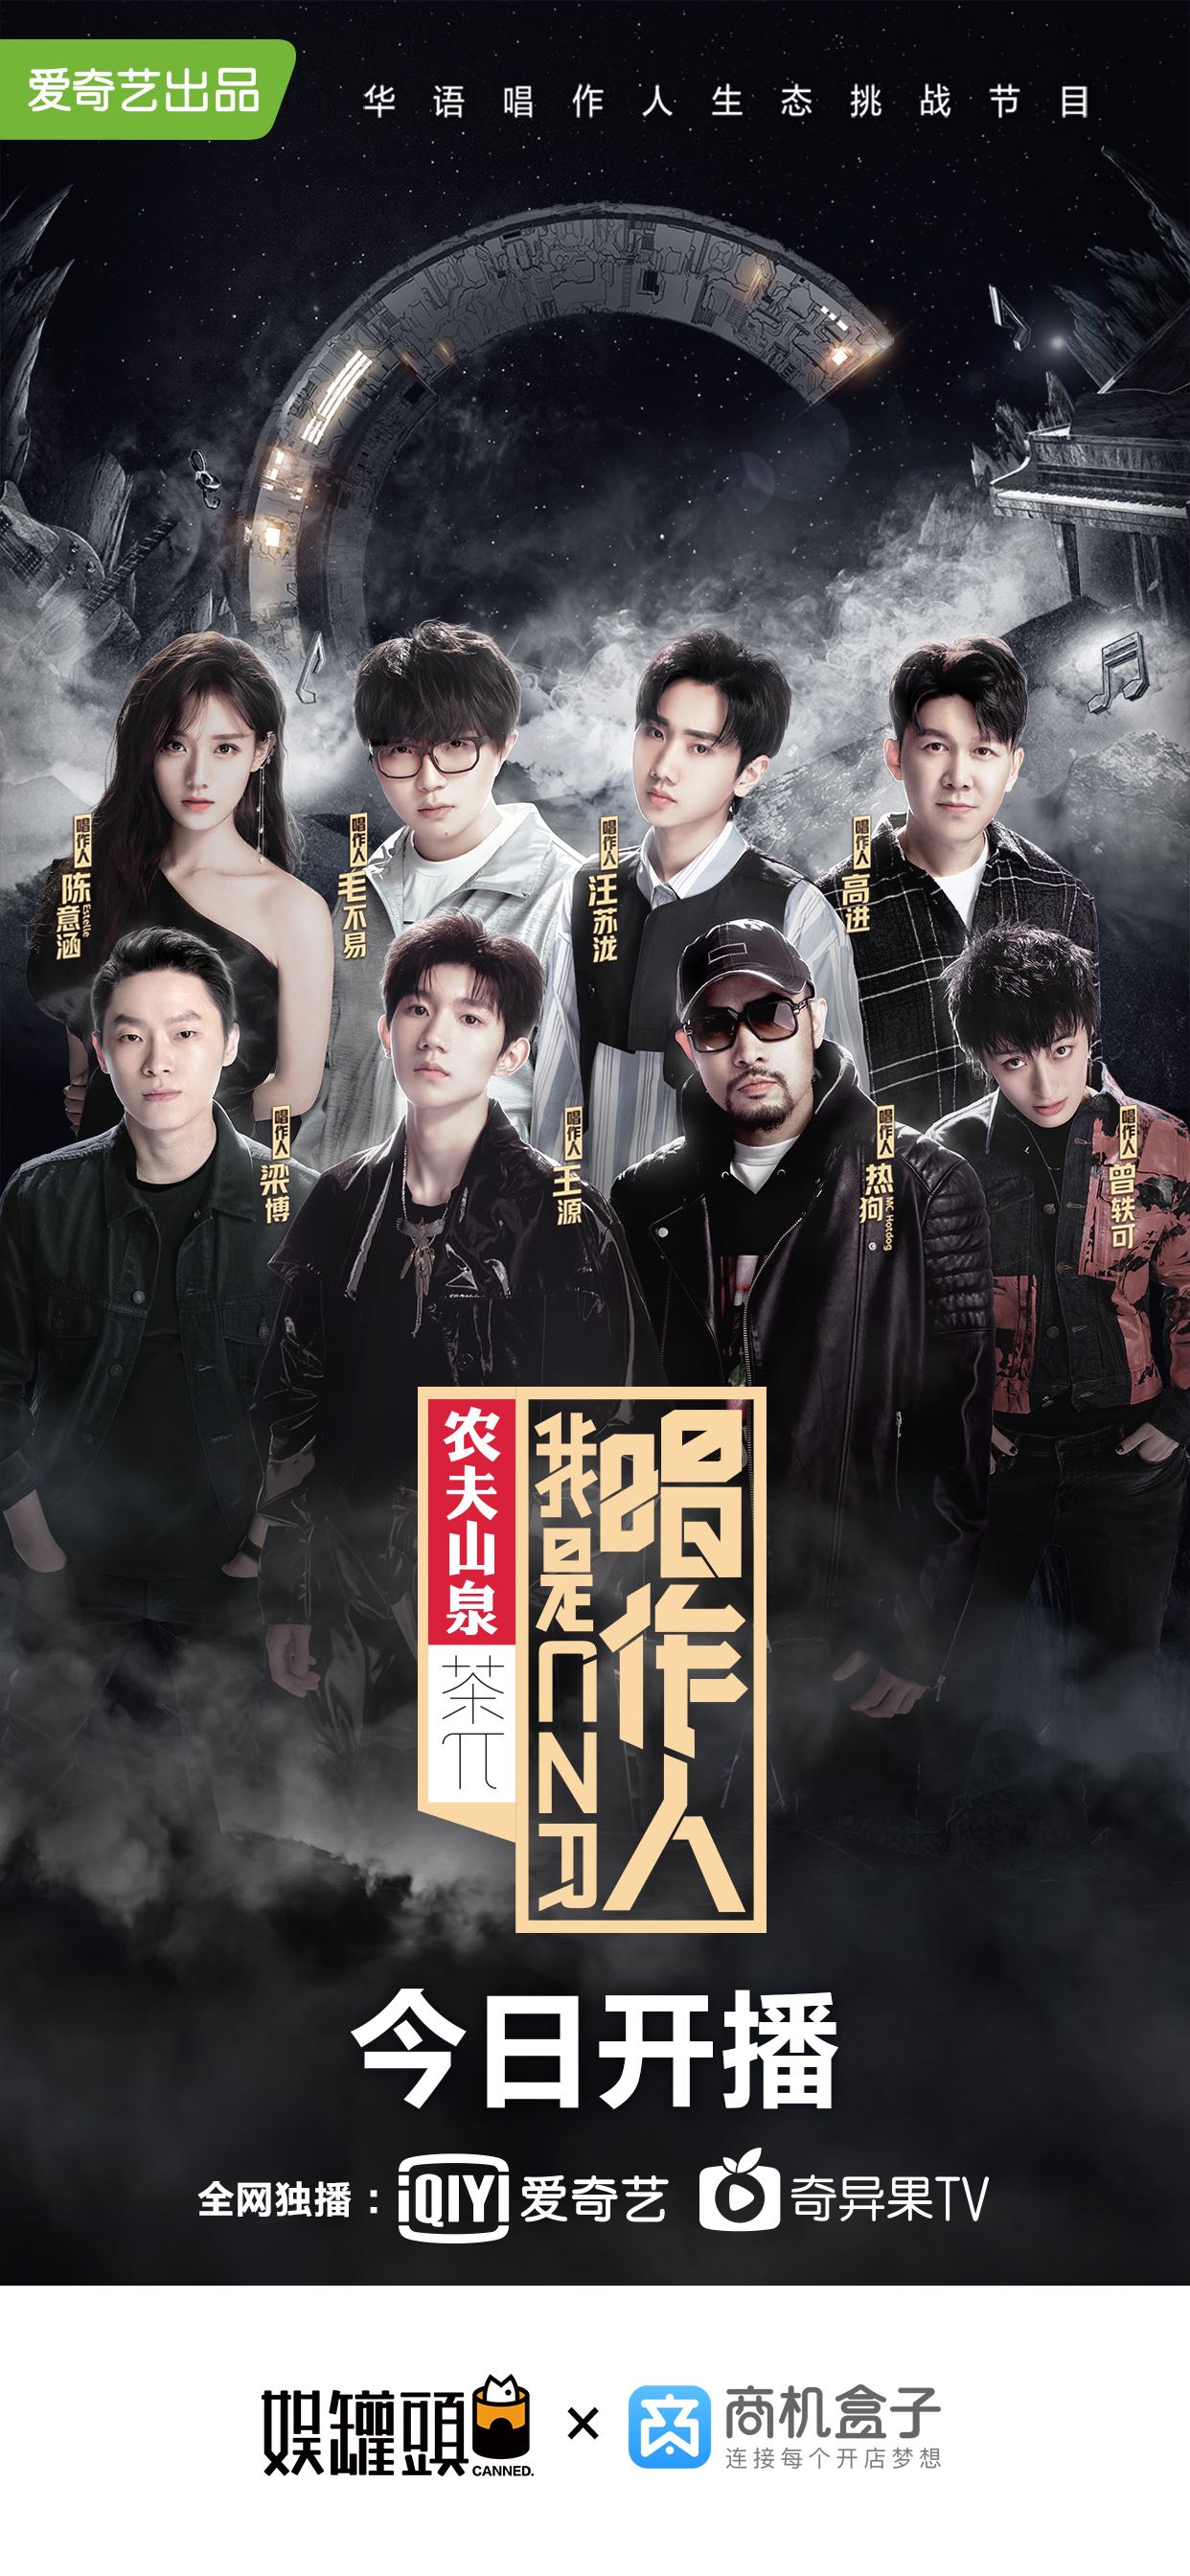 爱奇艺出品
华语唱作人生态挑战节目
唱作人
陈意涵
Estelle
唱作人
毛不易
唱作人
汪苏泷
唱作人
高进
唱作人
梁博
唱作人
王源
唱作人
热狗
MC Hotdog
唱作人
曾轶可
农夫山泉
茶π
我是CZR
唱作人
今日开播
全网独播：iQIYI 爱奇艺 奇异果TV
娱罐頭 × 商机盒子
CANNED.
连接每个开店梦想